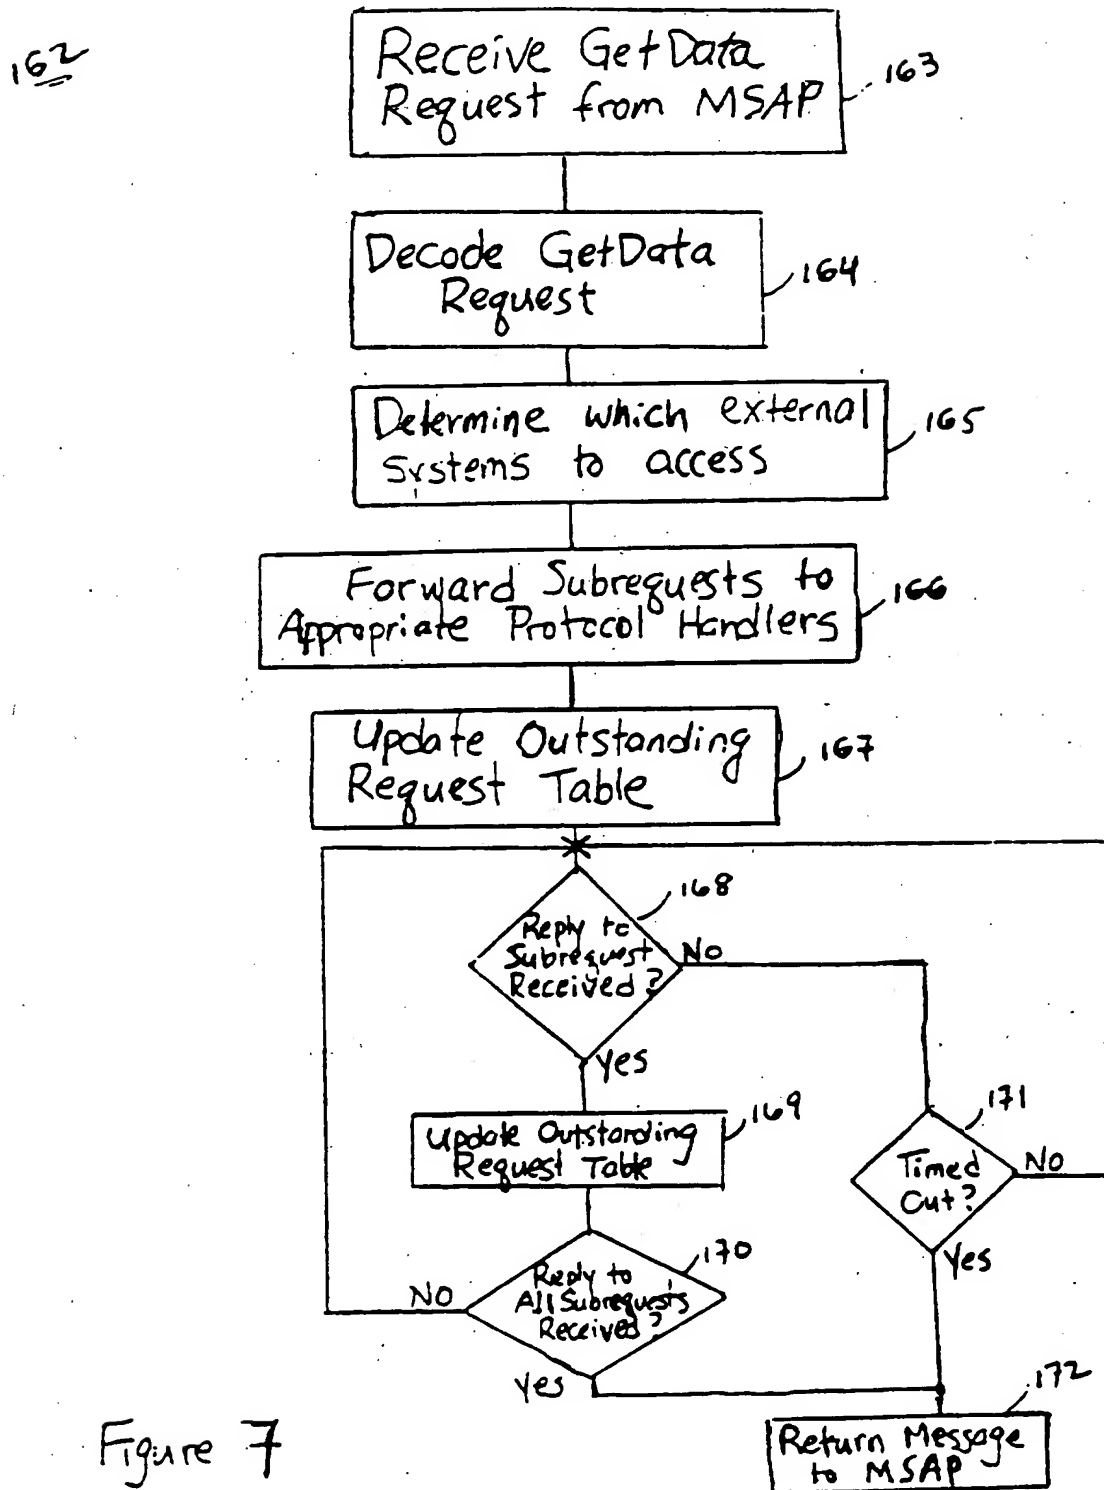 162
Receive GetData
Request from MSAP
163
Decode GetData
Request
164
Determine which external
Systems to access
165
Forward Subrequests to
Appropriate Protocol Handlers
166
Update Outstanding
Request Table
167
168
Reply to
Subrequest
Received?
No
Yes
169
Update Outstanding
Request Table
171
Timed
Out?
No
Yes
170
Reply to
All Subrequests
Received?
No
Yes
172
Return Message
to MSAP
Figure 7